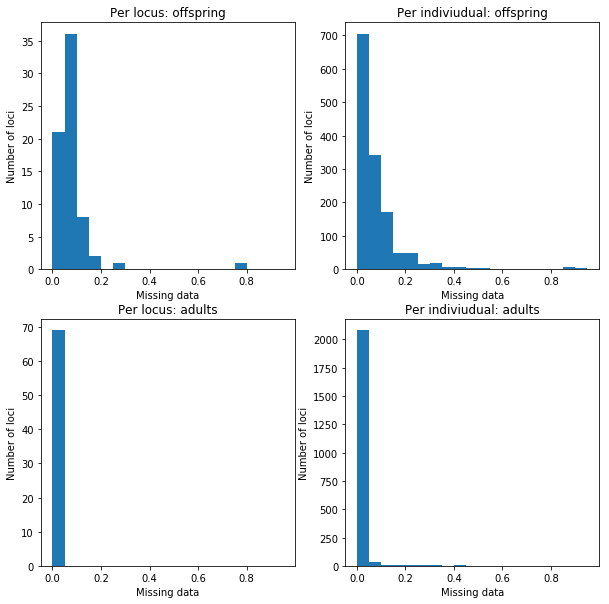 Per locus: offspring
Number of loci
35
30
25
20
15
10
5
0
0.0 0.2 0.4 0.6 0.8
Missing data
Per indiviudual: offspring
Number of loci
700
600
500
400
300
200
100
0
0.0 0.2 0.4 0.6 0.8
Missing data
Per locus: adults
Number of loci
70
60
50
40
30
20
10
0
0.0 0.2 0.4 0.6 0.8
Missing data
Per indiviudual: adults
Number of loci
2000
1750
1500
1250
1000
750
500
250
0
0.0 0.2 0.4 0.6 0.8
Missing data